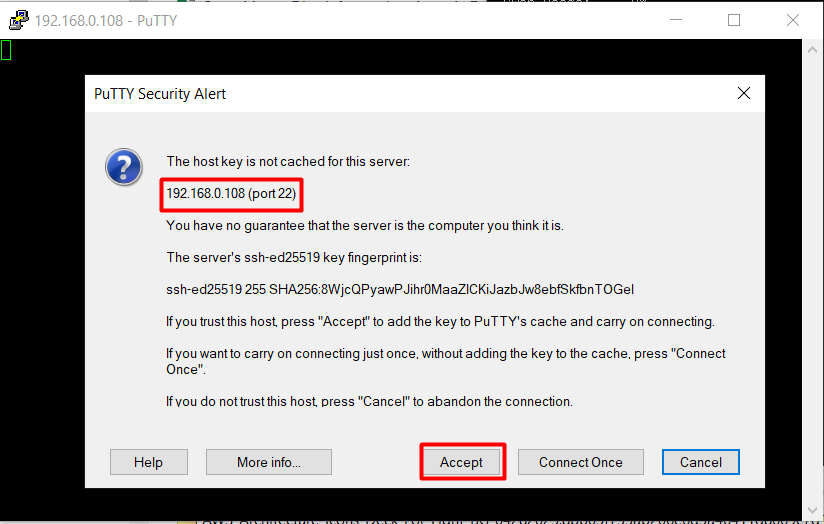 192.168.0.108 - PuTTY
PuTTY Security Alert
The host key is not cached for this server:
192.168.0.108 (port 22)
You have no guarantee that the server is the computer you think it is.
The server's ssh-ed25519 key fingerprint is:
ssh-ed25519 255 SHA256:8WjcQPyawPJihr0MaaZlCKiJazbJw8ebfSkfbnTOGeI
If you trust this host, press "Accept" to add the key to PuTTY's cache and carry on connecting.
If you want to carry on connecting just once, without adding the key to the cache, press "Connect
Once".
If you do not trust this host, press "Cancel" to abandon the connection.
Help More info... Accept Connect Once Cancel